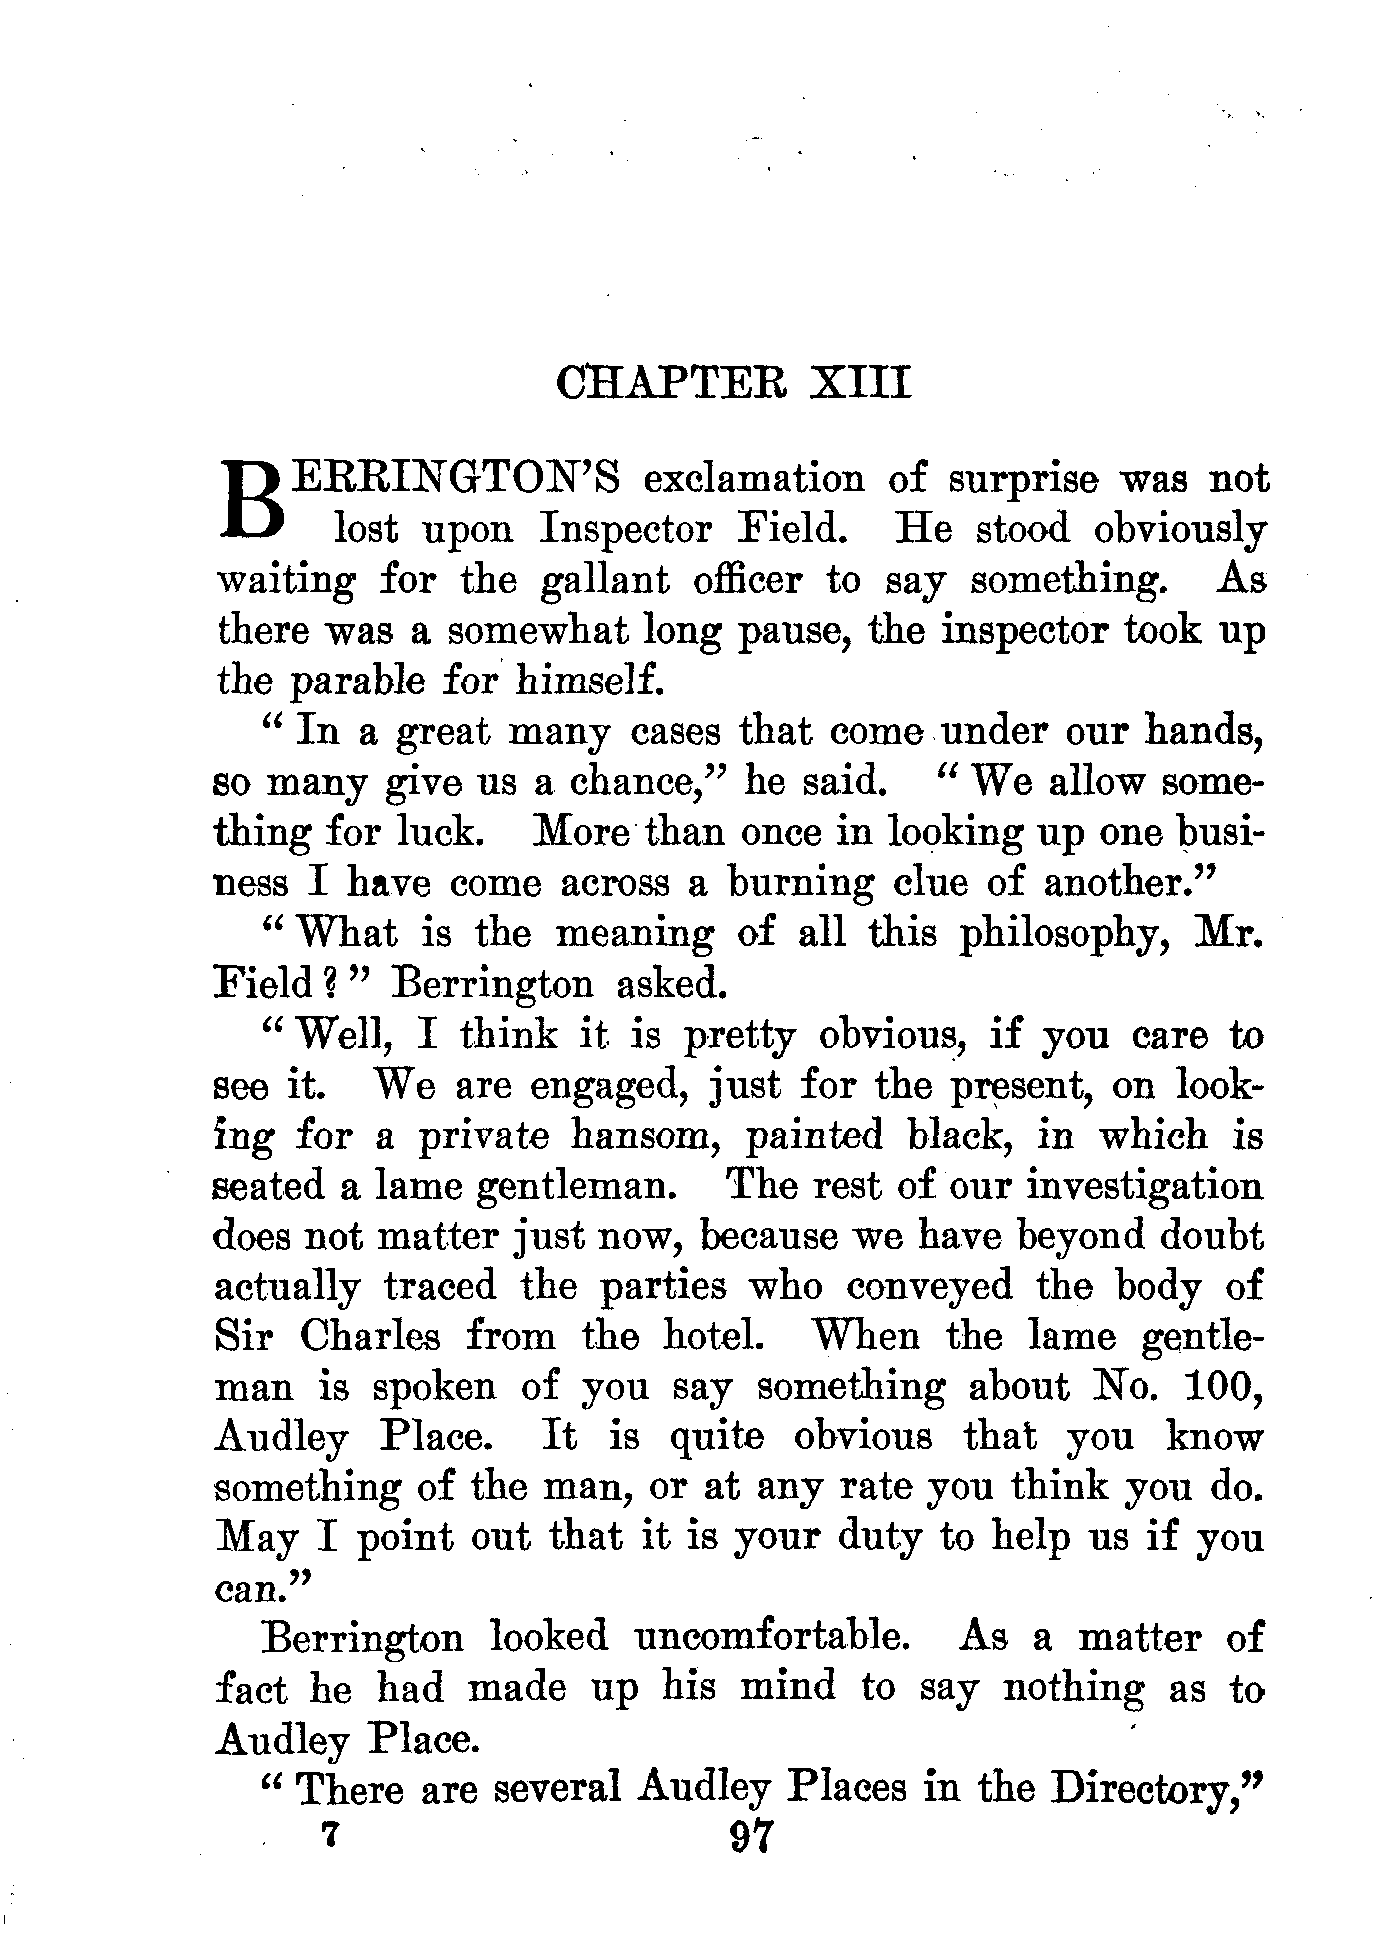 CHAPTER XIII
BERRINGTON'S exclamation of surprise was not
lost upon Inspector Field. He stood obviously
waiting for the gallant officer to say something. As
there was a somewhat long pause, the inspector took up
the parable for himself.
“ In a great many cases that come under our hands,
so many give us a chance,” he said. “ We allow some-
thing for luck. More than once in looking up one busi-
ness I have come across a burning clue of another.”
“ What is the meaning of all this philosophy, Mr.
Field ? ” Berrington asked.
“ Well, I think it is pretty obvious, if you care to
see it. We are engaged, just for the present, on look-
ing for a private hansom, painted black, in which is
seated a lame gentleman. The rest of our investigation
does not matter just now, because we have beyond doubt
actually traced the parties who conveyed the body of
Sir Charles from the hotel. When the lame gentle-
man is spoken of you say something about No. 100,
Audley Place. It is quite obvious that you know
something of the man, or at any rate you think you do.
May I point out that it is your duty to help us if you
can.”
Berrington looked uncomfortable. As a matter of
fact he had made up his mind to say nothing as to
Audley Place.
“ There are several Audley Places in the Directory,”
7 97